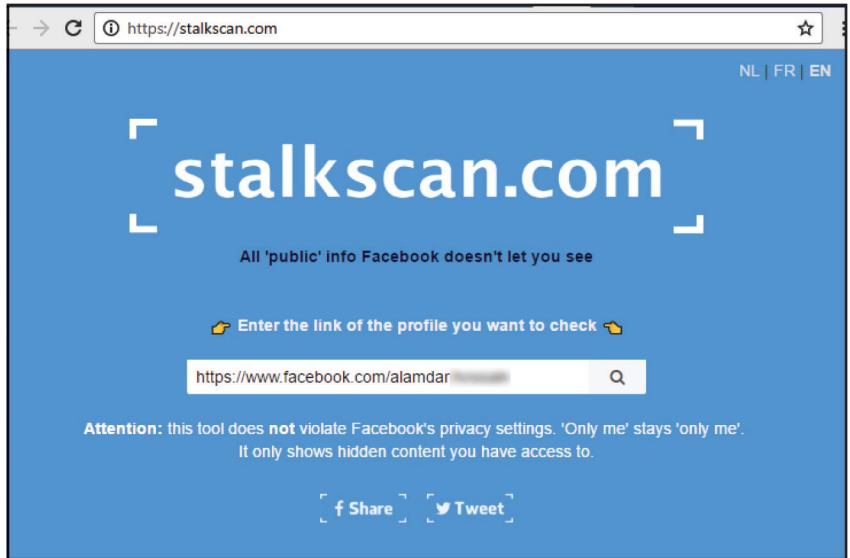 https://stalkscan.com
NL | FR | EN
stalkscan.com
All 'public' info Facebook doesn't let you see
Enter the link of the profile you want to check
https://www.facebook.com/alamdar
Attention: this tool does not violate Facebook's privacy settings. 'Only me' stays 'only me'.
It only shows hidden content you have access to.
f Share Tweet